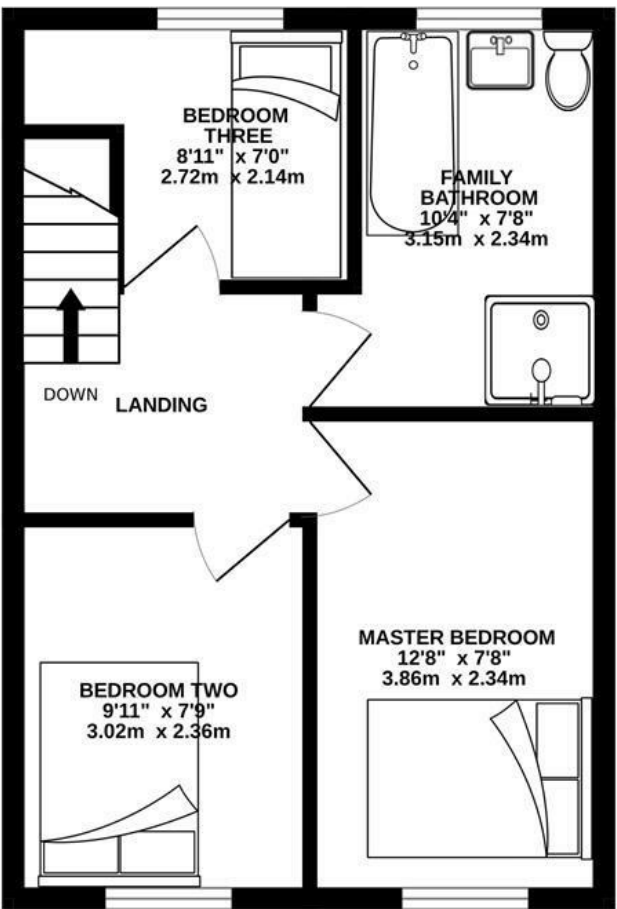 BEDROOM
THREE
8'11" x 7'0"
2.72m x 2.14m
FAMILY
BATHROOM
10'4" x 7'8"
3.15m x 2.34m
DOWN
LANDING
MASTER BEDROOM
12'8" x 7'8"
3.86m x 2.34m
BEDROOM TWO
9'11" x 7'9"
3.02m x 2.36m